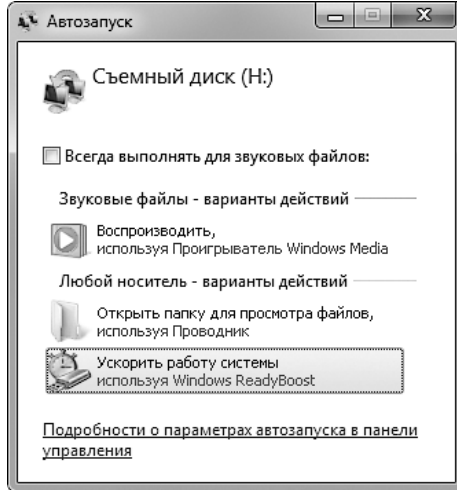 Автозапуск
Съемный диск (H:)
Всегда выполнять для звуковых файлов:
Звуковые файлы - варианты действий
Воспроизводить,
используя Проигрыватель Windows Media
Любой носитель - варианты действий
Открыть папку для просмотра файлов,
используя Проводник
Ускорить работу системы
используя Windows ReadyBoost
Подробности о параметрах автозапуска в панели
управления